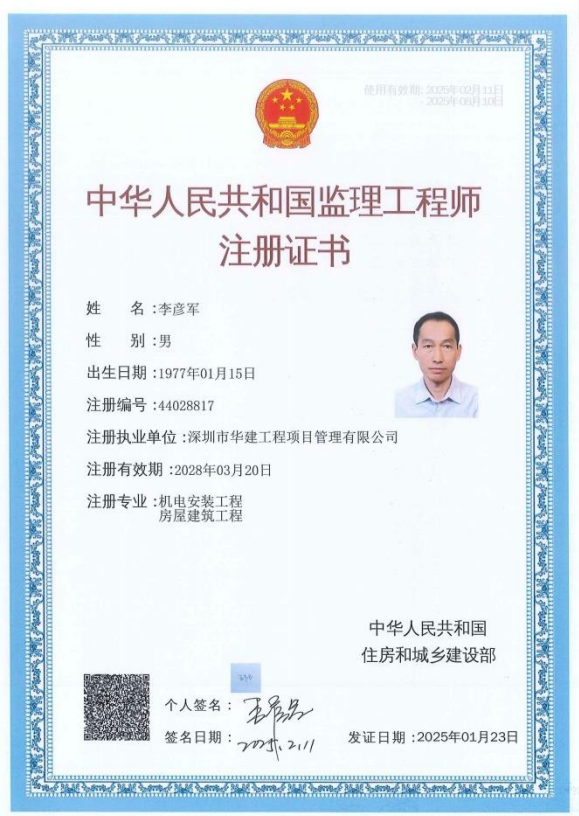 使用有效期: 2025年02月11日
- 2025年08月10日
中华人民共和国监理工程师
注册证书
姓 名：李彦军
性 别：男
出生日期：1977年01月15日
注册编号：44028817
注册执业单位：深圳市华建工程项目管理有限公司
注册有效期：2028年03月20日
注册专业：机电安装工程
房屋建筑工程
中华人民共和国
住房和城乡建设部
个人签名：
签名日期：2025.2.11
发证日期：2025年01月23日